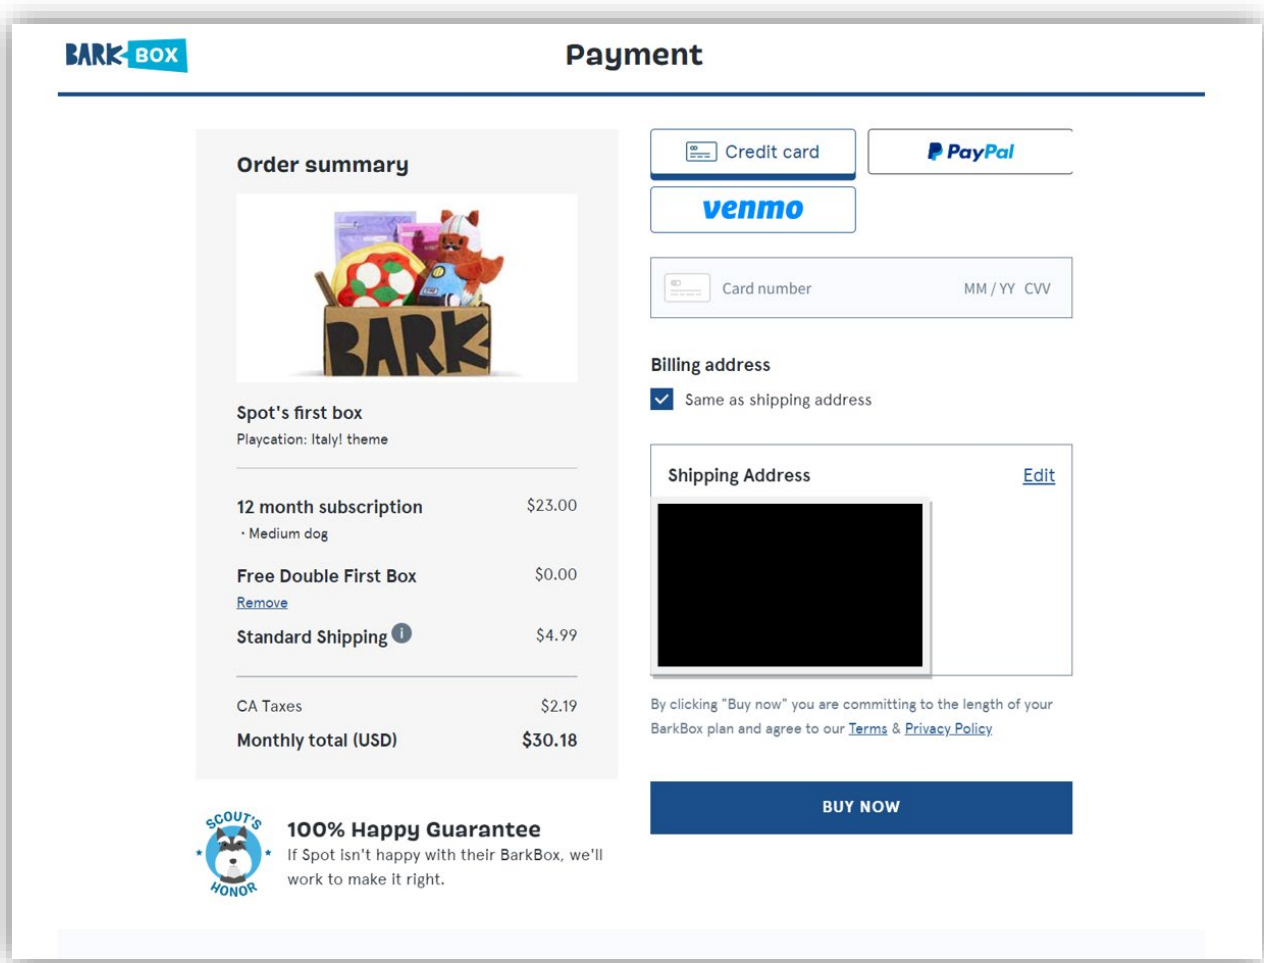 BARK BOX
Payment
Order summary
BARK
Spot's first box
Playcation: Italy! theme
12 month subscription $23.00
· Medium dog
Free Double First Box $0.00
Remove
Standard Shipping i $4.99
CA Taxes $2.19
Monthly total (USD) $30.18
SCOUT'S HONOR
100% Happy Guarantee
If Spot isn't happy with their BarkBox, we'll
work to make it right.
Credit card PayPal
venmo
Card number MM / YY CVV
Billing address
Same as shipping address
Shipping Address Edit
By clicking "Buy now" you are committing to the length of your
BarkBox plan and agree to our Terms & Privacy Policy
BUY NOW